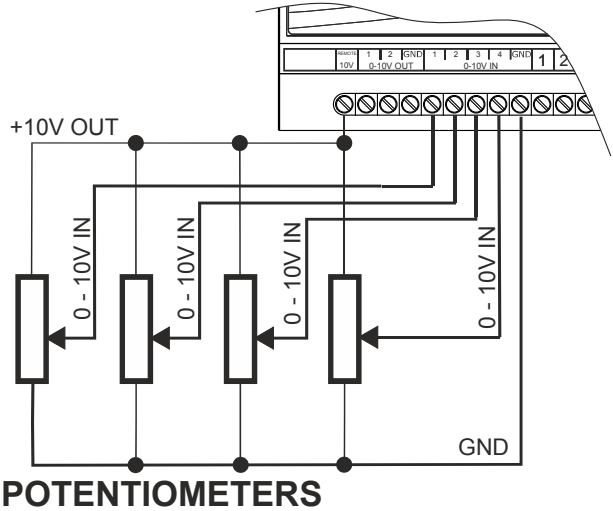 REMOTE 1 2 GND 1 2 3 4 GND 1 2
10V 0-10V OUT 0-10V IN
+10V OUT
0 - 10V IN
0 - 10V IN
0 - 10V IN
0 - 10V IN
GND
POTENTIOMETERS